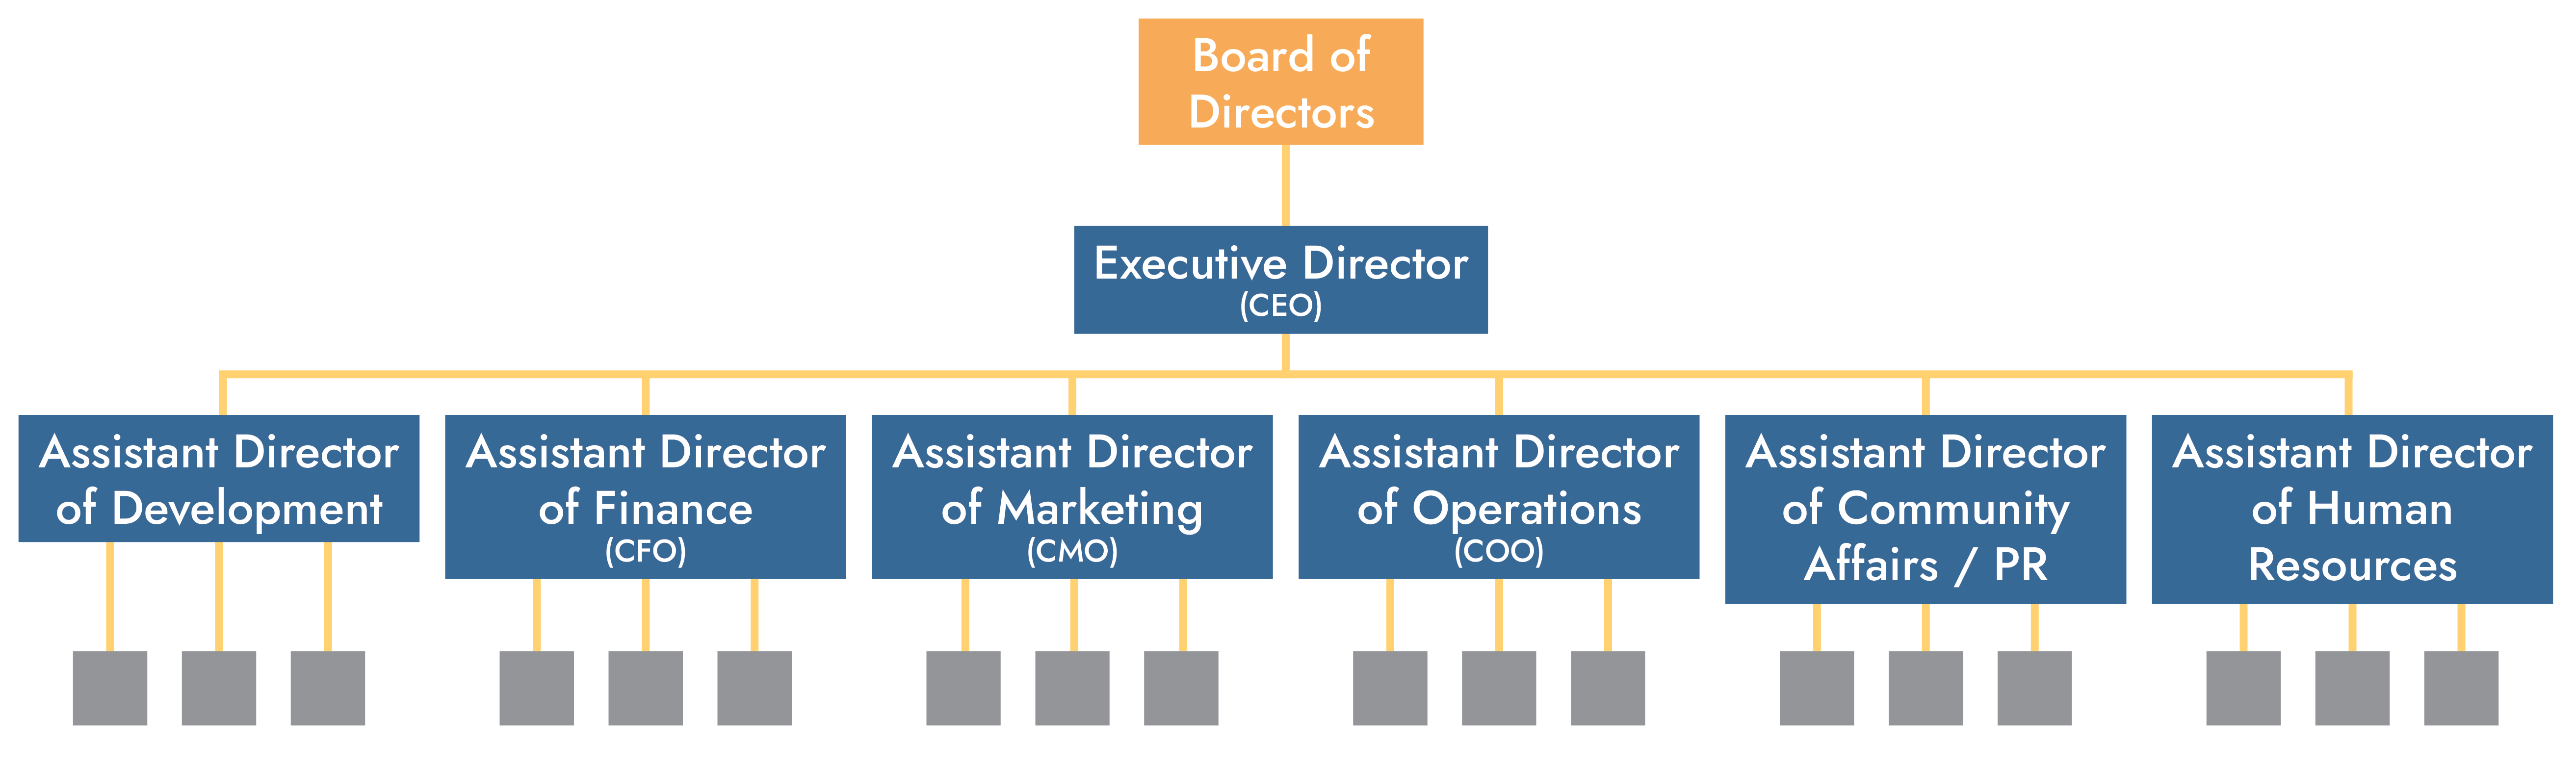 Board of
Directors
Executive Director
(CEO)
Assistant Director
of Development
Assistant Director
of Finance
(CFO)
Assistant Director
of Marketing
(CMO)
Assistant Director
of Operations
(COO)
Assistant Director
of Community
Affairs / PR
Assistant Director
of Human
Resources